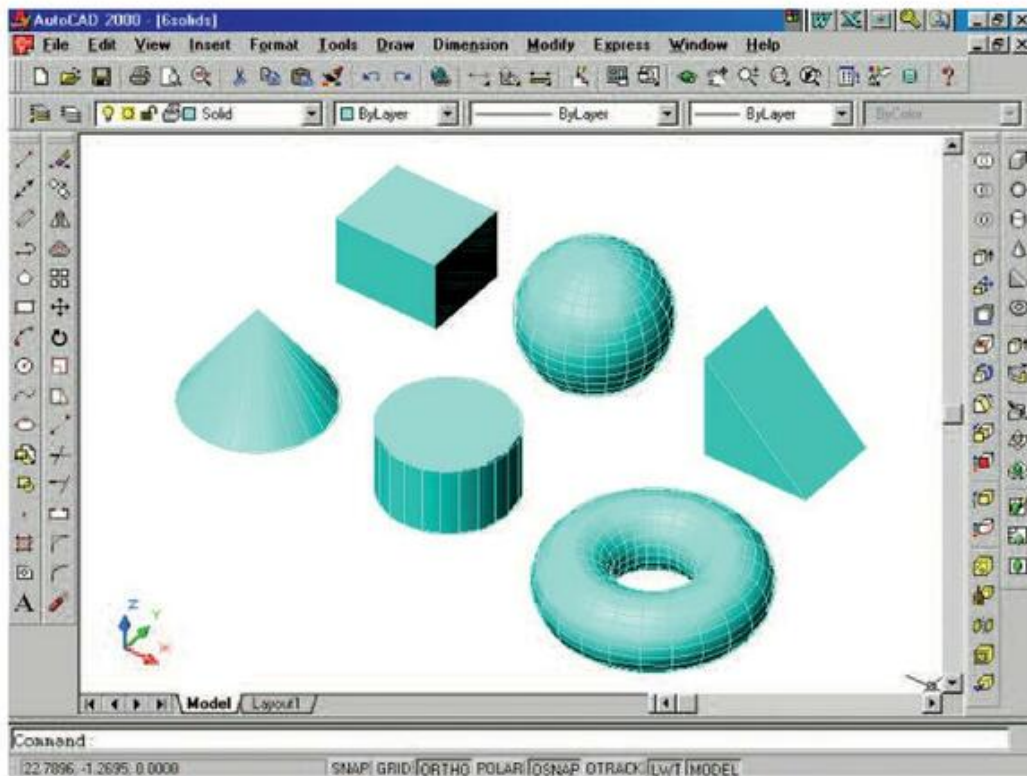 AutoCAD 2000 - [6solids]
File Edit View Insert Format Tools Draw Dimension Modify Express Window Help
Solid ByLayer ByLayer ByLayer ByColor
A
Z
Y
X
Model Layout1
Command:
22.7896, -1.2695, 0.0000 SNAP GRID ORTHO POLAR OSNAP OTRACK LWT MODEL